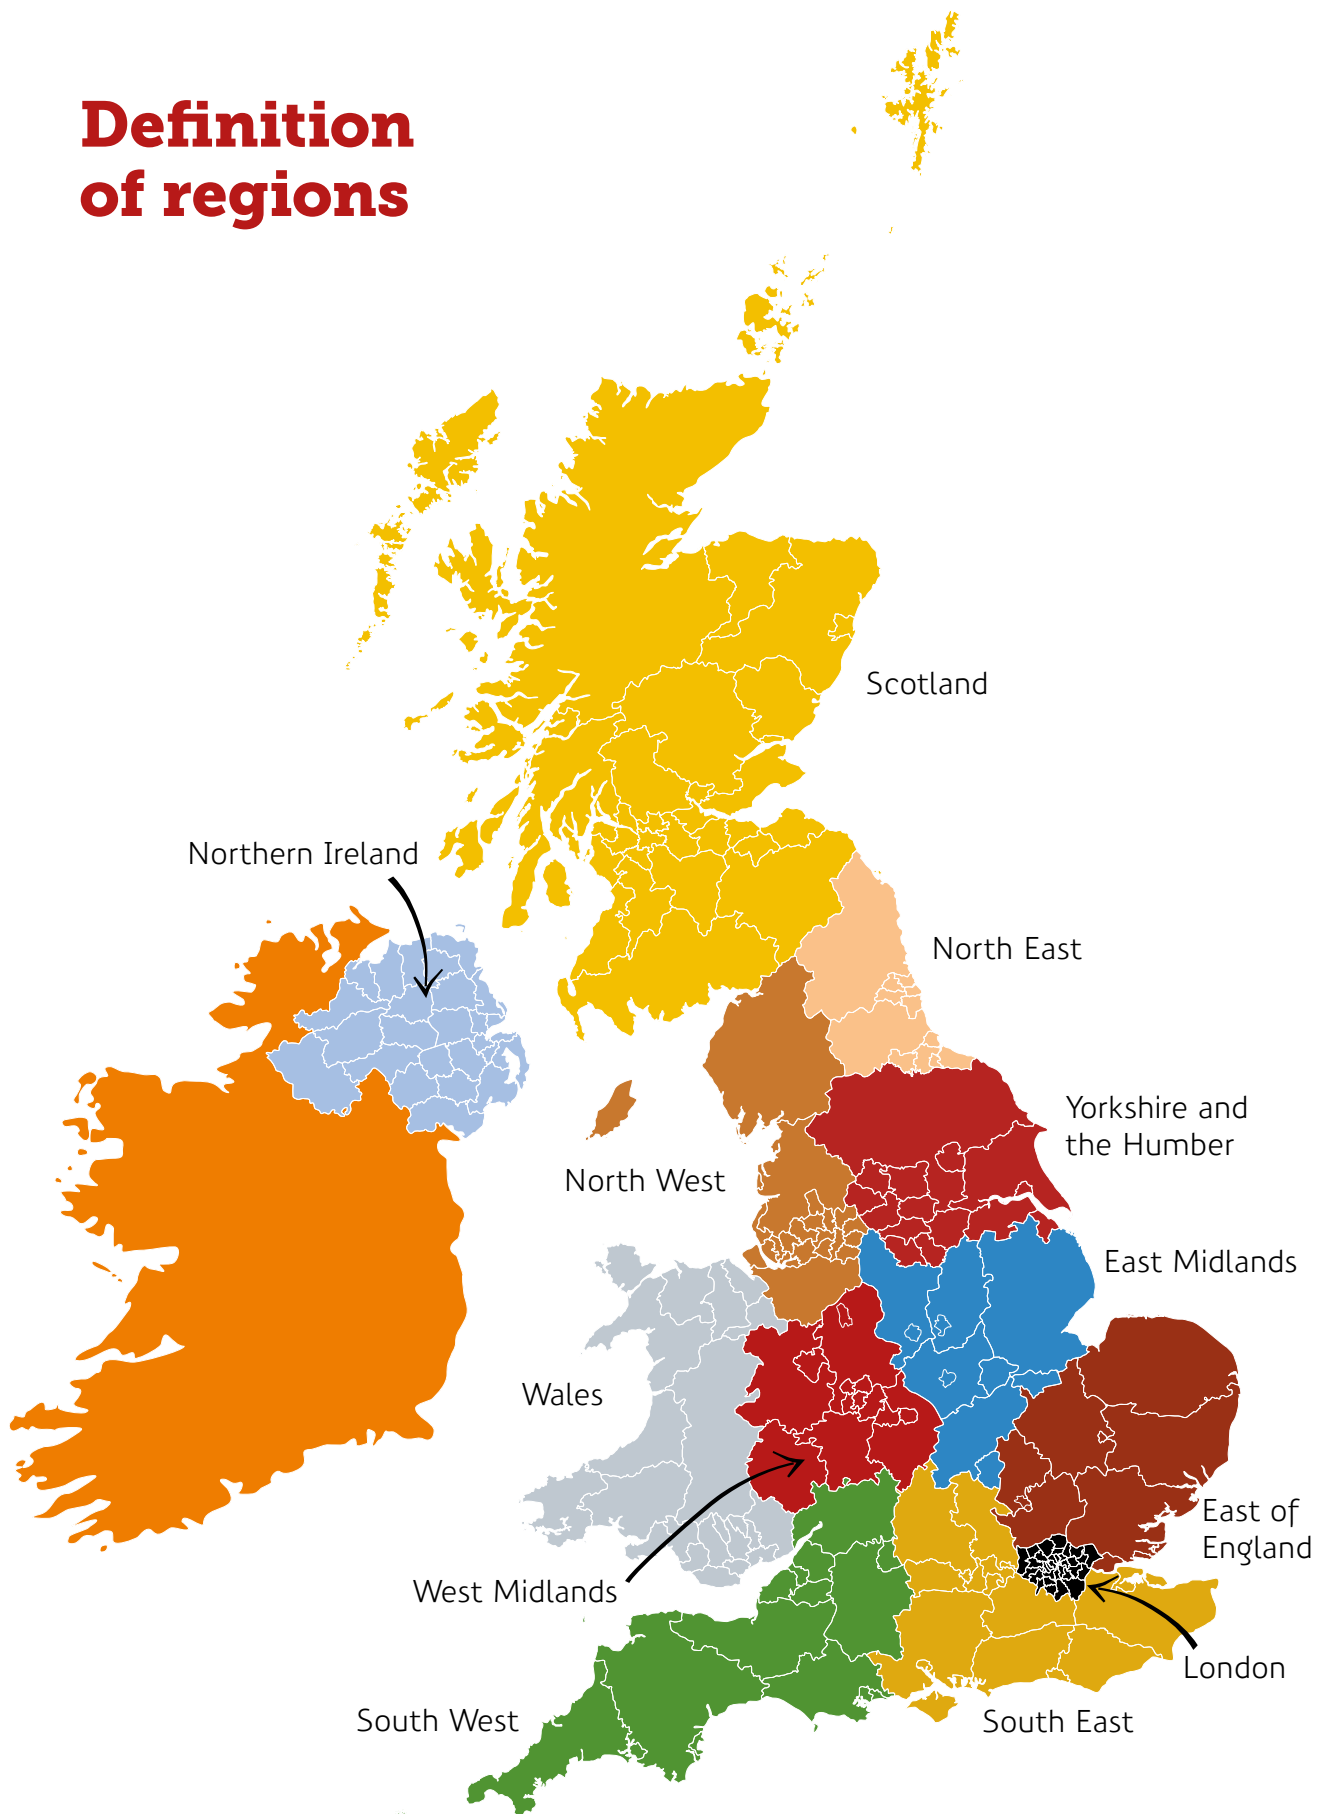 Definition
of regions
Scotland
Northern Ireland
North East
Yorkshire and
the Humber
North West
East Midlands
Wales
East of
England
West Midlands
London
South West
South East